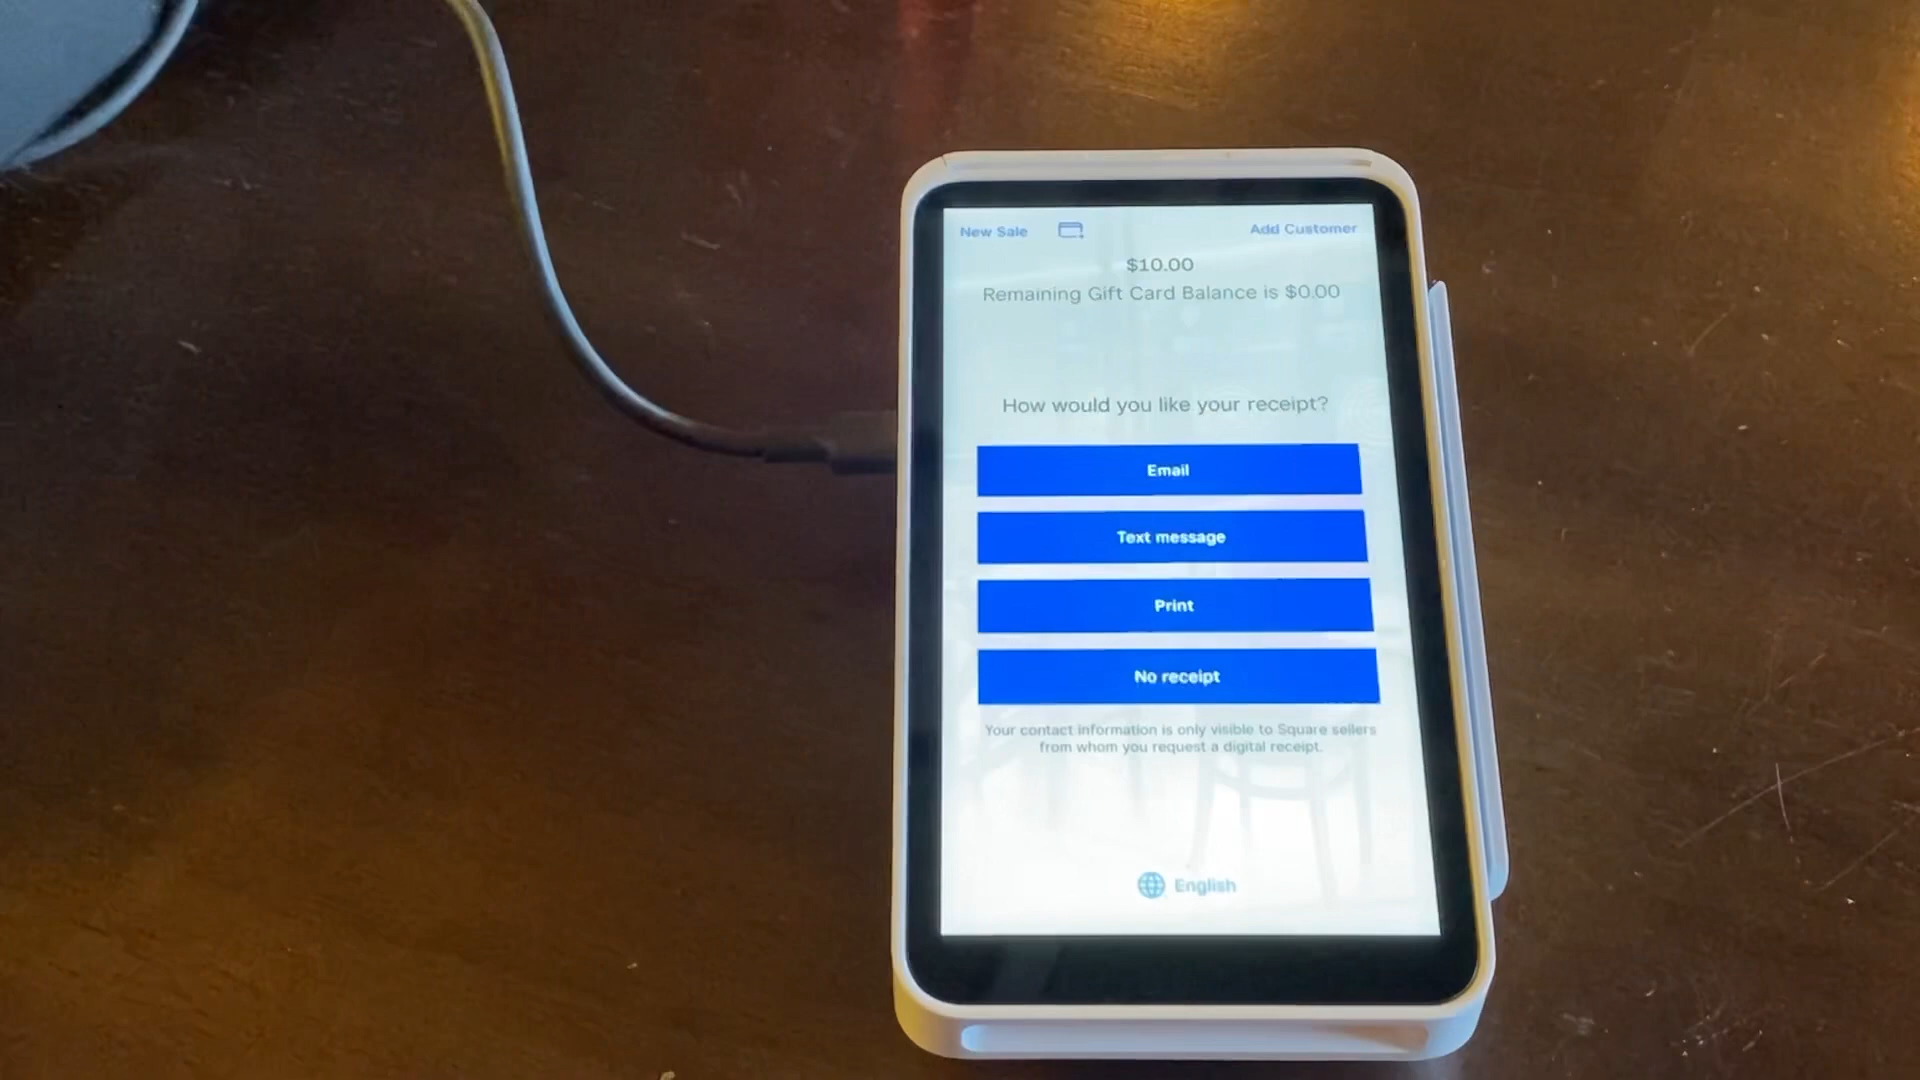 New Sale
Add Customer
$10.00
Remaining Gift Card Balance is $0.00
How would you like your receipt?
Email
Text message
Print
No receipt
Your contact information is only visible to Square sellers
from whom you request a digital receipt.
English